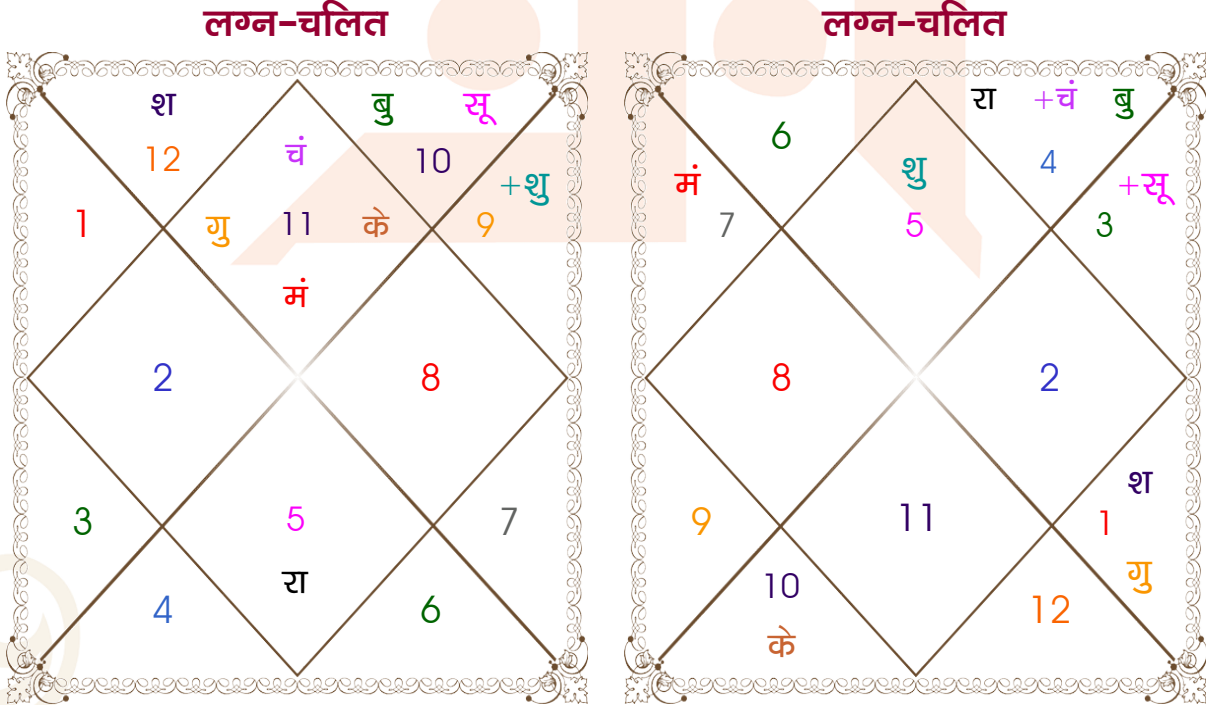 लग्न-चलित
श
बु सू
चं
12
10
+शु
1
गु 11 के
9
मं
2
8
3
5
7
रा
4
6
लग्न-चलित
रा +चं बु
6
4
शु
मं
+सू
7
5
3
8
2
श
9
11
1
10
गु
12
के